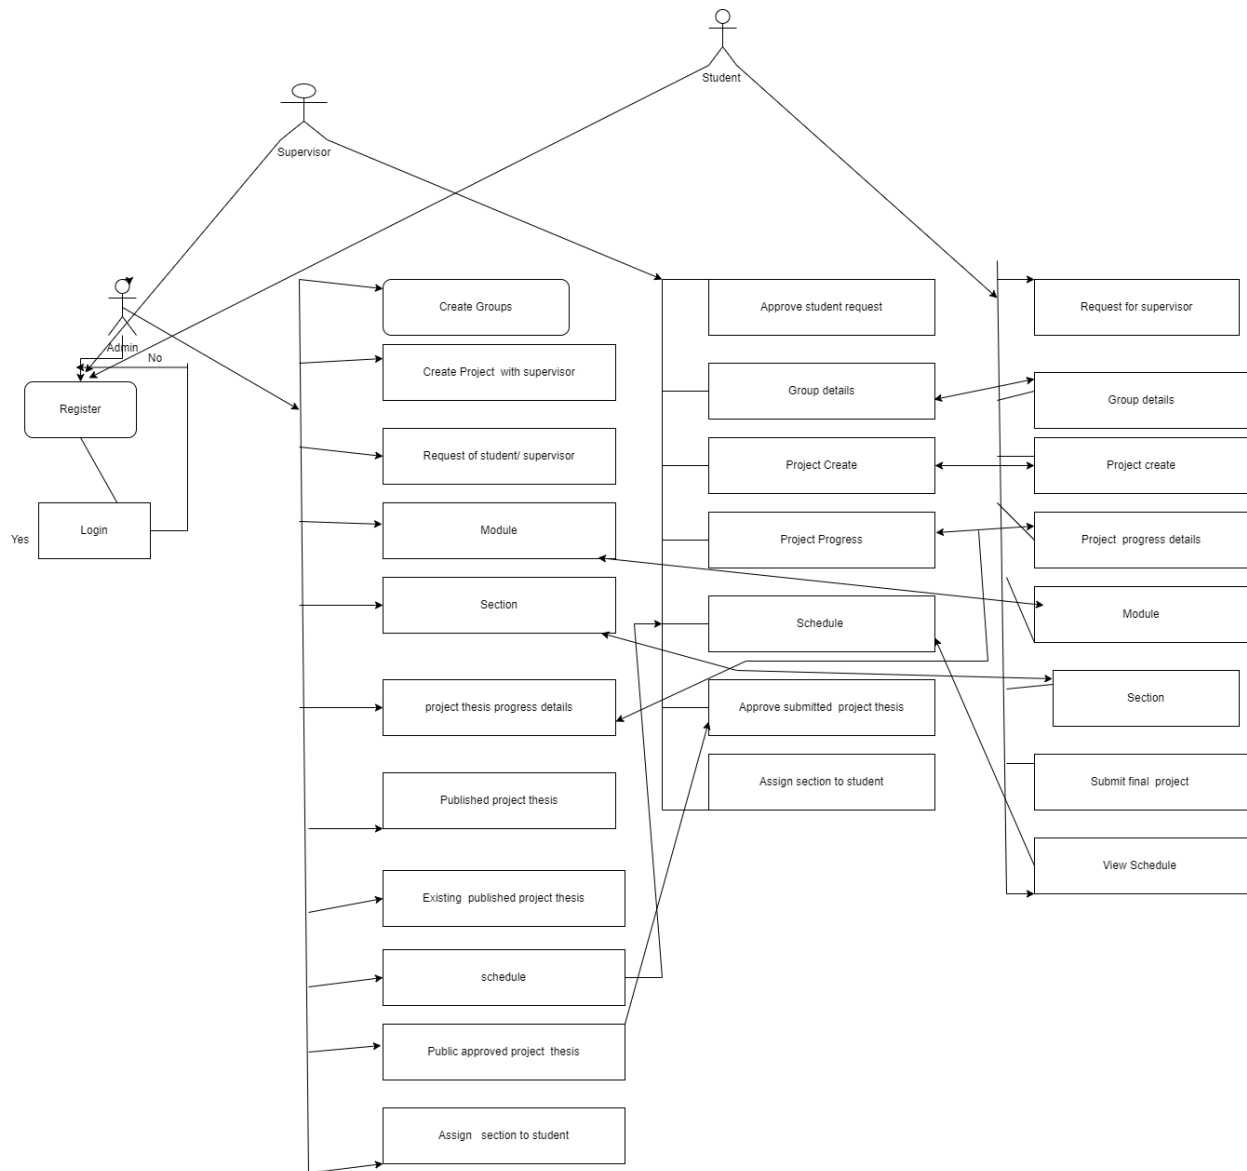 Student
Supervisor
Admin
No
Register
Login
Yes
Create Groups
Create Project with supervisor
Request of student/ supervisor
Module
Section
project thesis progress details
Published project thesis
Existing published project thesis
schedule
Public approved project thesis
Assign section to student
Approve student request
Group details
Project Create
Project Progress
Schedule
Approve submitted project thesis
Assign section to student
Request for supervisor
Group details
Project create
Project progress details
Module
Section
Submit final project
View Schedule